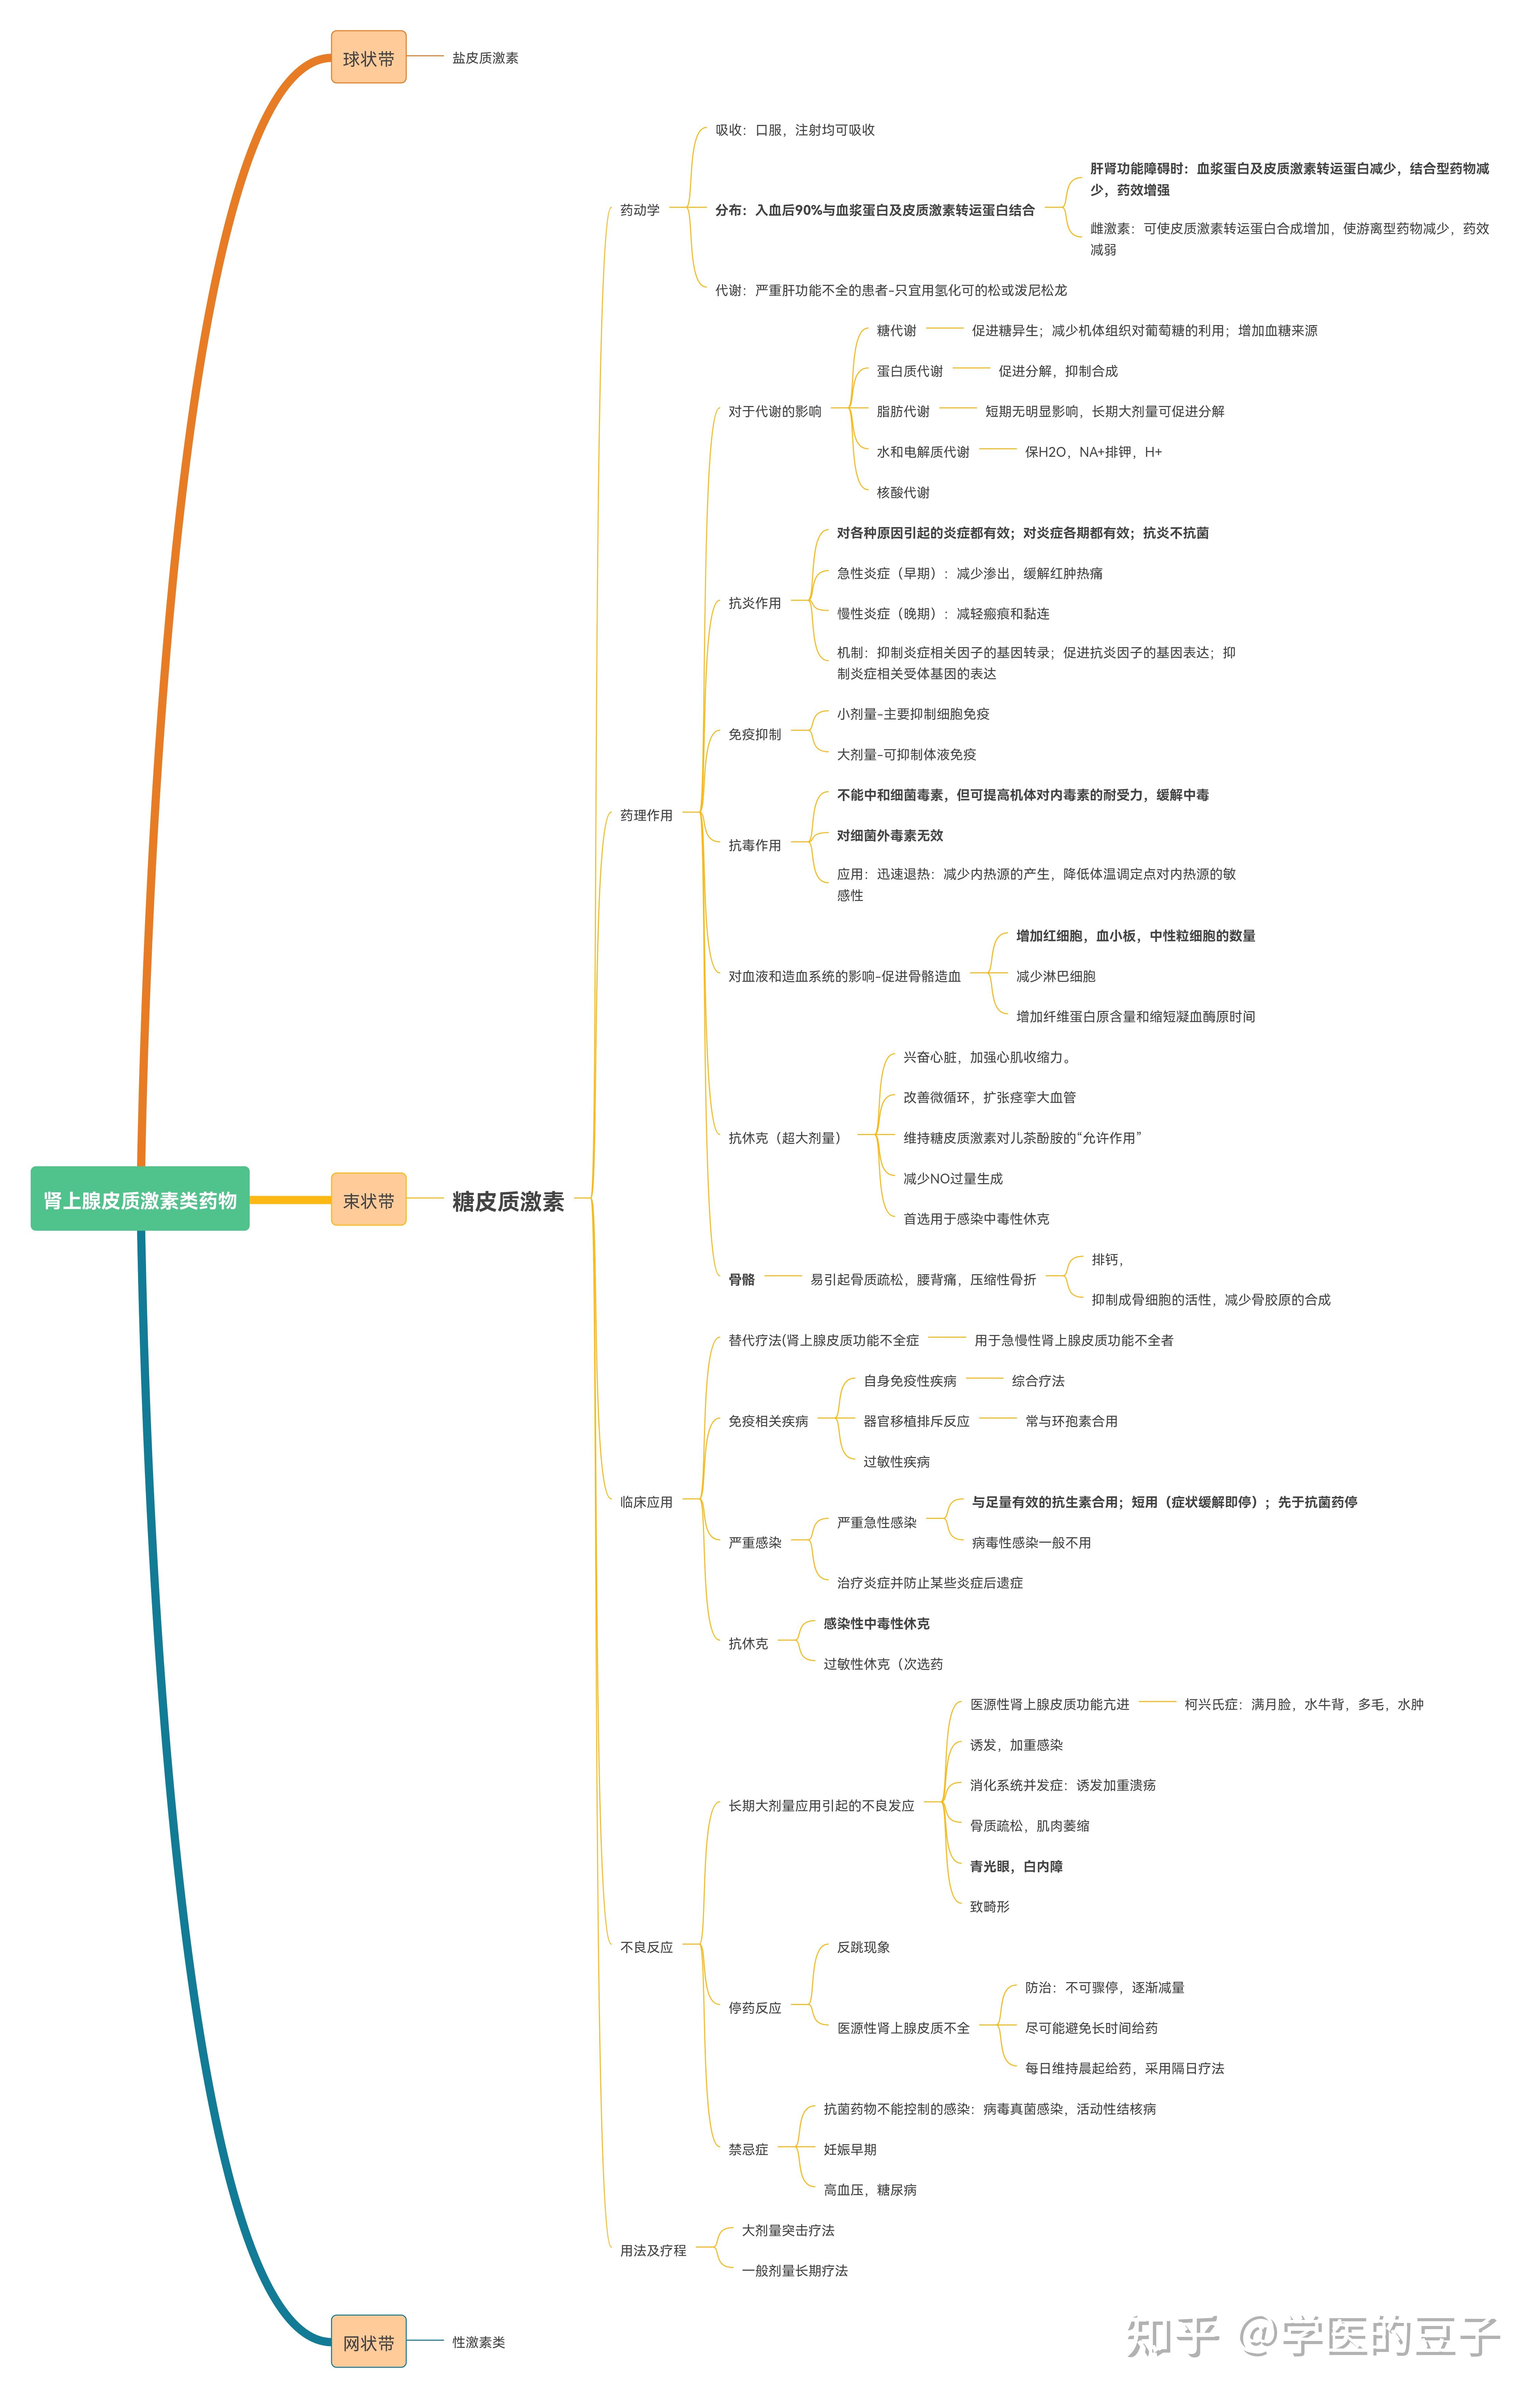 球状带
盐皮质激素
吸收：口服，注射均可吸收
肝肾功能障碍时：血浆蛋白及皮质激素转运蛋白减少，结合型药物减
少，药效增强
药动学
分布：入血后90%与血浆蛋白及皮质激素转运蛋白结合
雌激素：可使皮质激素转运蛋白合成增加，使游离型药物减少，药效
减弱
代谢：严重肝功能不全的患者-只宜用氢化可的松或泼尼松龙
糖代谢
促进糖异生；减少机体组织对葡萄糖的利用；增加血糖来源
蛋白质代谢
促进分解，抑制合成
对于代谢的影响
脂肪代谢
短期无明显影响，长期大剂量可促进分解
水和电解质代谢
保H2O，NA+排钾，H+
核酸代谢
对各种原因引起的炎症都有效；对炎症各期都有效；抗炎不抗菌
急性炎症（早期）：减少渗出，缓解红肿热痛
抗炎作用
慢性炎症（晚期）：减轻瘢痕和黏连
机制：抑制炎症相关因子的基因转录；促进抗炎因子的基因表达；抑
制炎症相关受体基因的表达
小剂量-主要抑制细胞免疫
免疫抑制
大剂量-可抑制体液免疫
不能中和细菌毒素，但可提高机体对内毒素的耐受力，缓解中毒
药理作用
对细菌外毒素无效
抗毒作用
应用：迅速退热：减少内热源的产生，降低体温调定点对内热源的敏
感性
增加红细胞，血小板，中性粒细胞的数量
对血液和造血系统的影响-促进骨骼造血
减少淋巴细胞
增加纤维蛋白原含量和缩短凝血酶原时间
兴奋心脏，加强心肌收缩力。
改善微循环，扩张痉挛大血管
抗休克（超大剂量）
维持糖皮质激素对儿茶酚胺的“允许作用”
减少NO过量生成
首选用于感染中毒性休克
肾上腺皮质激素类药物
束状带
糖皮质激素
排钙，
骨骼
易引起骨质疏松，腰背痛，压缩性骨折
抑制成骨细胞的活性，减少骨胶原的合成
替代疗法(肾上腺皮质功能不全症
用于急慢性肾上腺皮质功能不全者
自身免疫性疾病
综合疗法
免疫相关疾病
器官移植排斥反应
常与环孢素合用
过敏性疾病
临床应用
与足量有效的抗生素合用；短用（症状缓解即停）；先于抗菌药停
严重急性感染
严重感染
病毒性感染一般不用
治疗炎症并防止某些炎症后遗症
感染性中毒性休克
抗休克
过敏性休克（次选药
医源性肾上腺皮质功能亢进
柯兴氏症：满月脸，水牛背，多毛，水肿
诱发，加重感染
消化系统并发症：诱发加重溃疡
长期大剂量应用引起的不良发应
骨质疏松，肌肉萎缩
青光眼，白内障
致畸形
不良反应
反跳现象
防治：不可骤停，逐渐减量
停药反应
医源性肾上腺皮质不全
尽可能避免长时间给药
每日维持晨起给药，采用隔日疗法
抗菌药物不能控制的感染：病毒真菌感染，活动性结核病
禁忌症
妊娠早期
高血压，糖尿病
大剂量突击疗法
用法及疗程
一般剂量长期疗法
网状带
性激素类
知乎 @学医的豆子